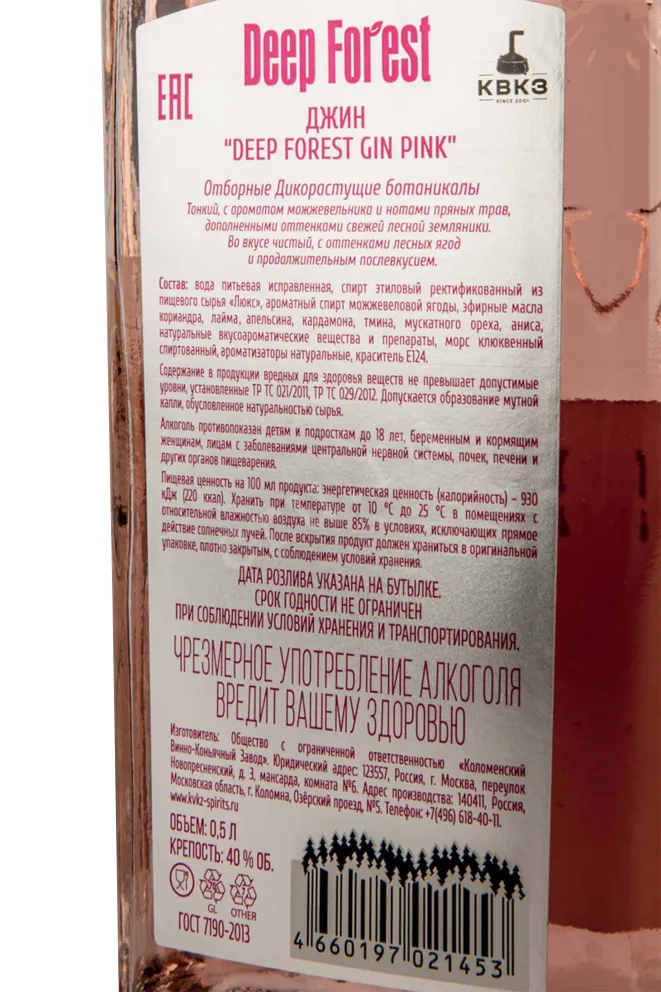 Deep Forest
EAC
КВКЗ
SINCE 2001
ДЖИН
"DEEP FOREST GIN PINK"
Отборные Дикорастущие ботаникалы
Тонкий, с ароматом можжевельника и нотами пряных трав,
дополненными оттенками свежей лесной земляники.
Во вкусе чистый, с оттенками лесных ягод
и продолжительным послевкусием.
Состав: вода питьевая исправленная, спирт этиловый ректификованный из
пищевого сырья «Люкс», ароматный спирт можжевеловой ягоды, эфирные масла
кориандра, лайма, апельсина, кардамона, тмина, мускатного ореха, аниса,
натуральные вкусоароматические вещества и препараты, морс клюквенный
спиртованный, ароматизаторы натуральные, краситель Е124.
Содержание в продукции вредных для здоровья веществ не превышает допустимые
уровни, установленные ТР ТС 021/2011, ТР ТС 029/2012. Допускается образование мутной
капли, обусловленное натуральностью сырья.
Алкоголь противопоказан детям и подросткам до 18 лет, беременным и кормящим
женщинам, лицам с заболеваниями центральной нервной системы, почек, печени и
других органов пищеварения.
Пищевая ценность на 100 мл продукта: энергетическая ценность (калорийность) – 930
кДж (220 ккал). Хранить при температуре от 10 °С до 25 °С в помещениях с
относительной влажностью воздуха не выше 85% в условиях, исключающих прямое
действие солнечных лучей. После вскрытия продукт должен храниться в оригинальной
упаковке, плотно закрытым, с соблюдением условий хранения.
ДАТА РОЗЛИВА УКАЗАНА НА БУТЫЛКЕ.
СРОК ГОДНОСТИ НЕ ОГРАНИЧЕН
ПРИ СОБЛЮДЕНИИ УСЛОВИЙ ХРАНЕНИЯ И ТРАНСПОРТИРОВАНИЯ.
ЧРЕЗМЕРНОЕ УПОТРЕБЛЕНИЕ АЛКОГОЛЯ
ВРЕДИТ ВАШЕМУ ЗДОРОВЬЮ
Изготовитель: Общество с ограниченной ответственностью «Коломенский
Винно-Коньячный Завод». Юридический адрес: 123557, Россия, г. Москва, переулок
Новопресненский, д. 3, мансарда, комната №6. Адрес производства: 140411, Россия,
Московская область, г. Коломна, Озёрский проезд, №5. Телефон: +7(496) 618-40-11.
www.kvkz-spirits.ru
ОБЪЕМ: 0,5 Л
КРЕПОСТЬ: 40 % ОБ.
GL
7
OTHER
ГОСТ 7190-2013
4 660197 021453